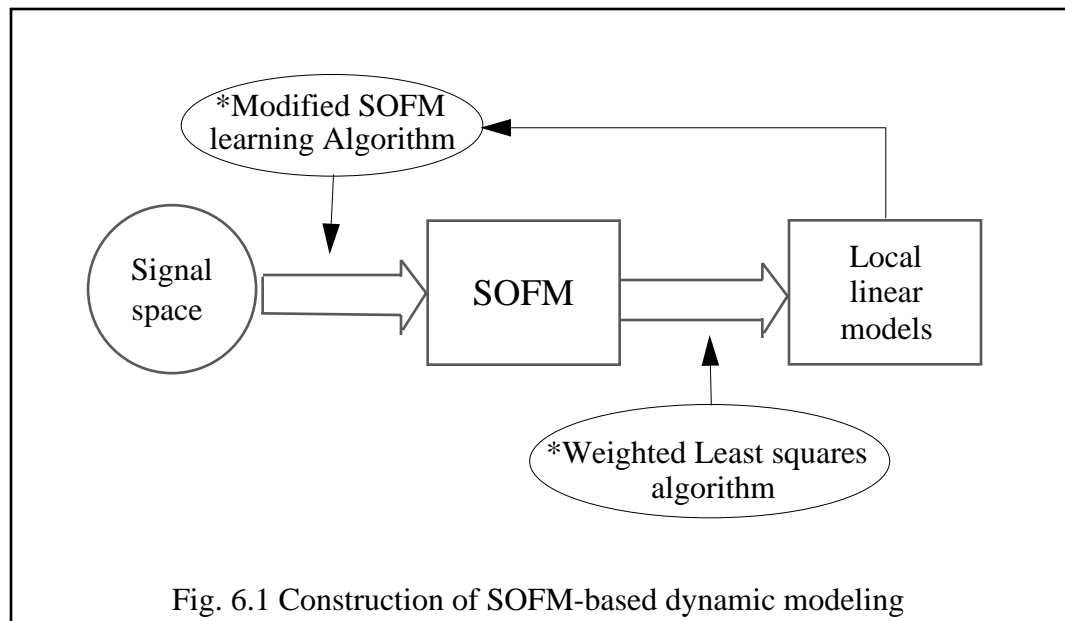 *Modified SOFM
learning Algorithm
Signal
space
SOFM
Local
linear
models
*Weighted Least squares
algorithm
Fig. 6.1 Construction of SOFM-based dynamic modeling